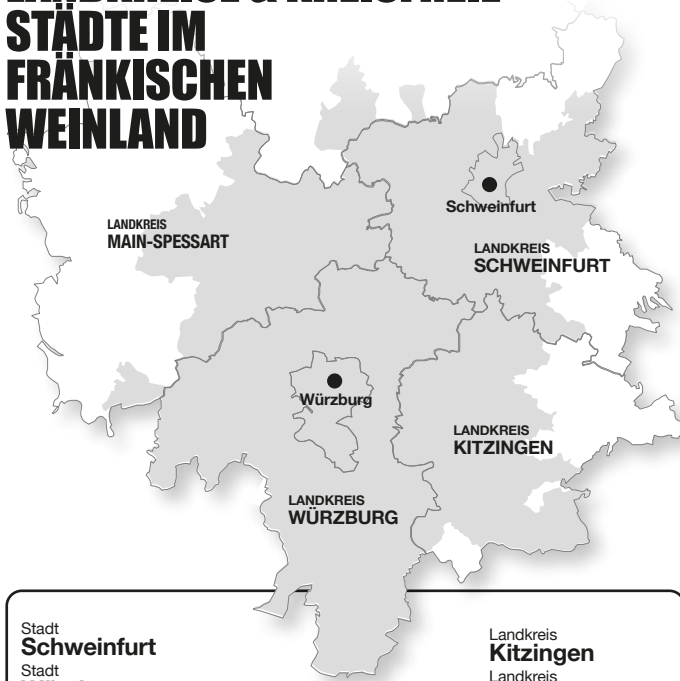 STÄDTE IM
FRÄNKISCHEN
WEINLAND
LANDKREIS
MAIN-SPESSART
Schweinfurt
LANDKREIS
SCHWEINFURT
Würzburg
LANDKREIS
KITZINGEN
LANDKREIS
WÜRZBURG
Stadt
Schweinfurt
Stadt
Landkreis
Kitzingen
Landkreis